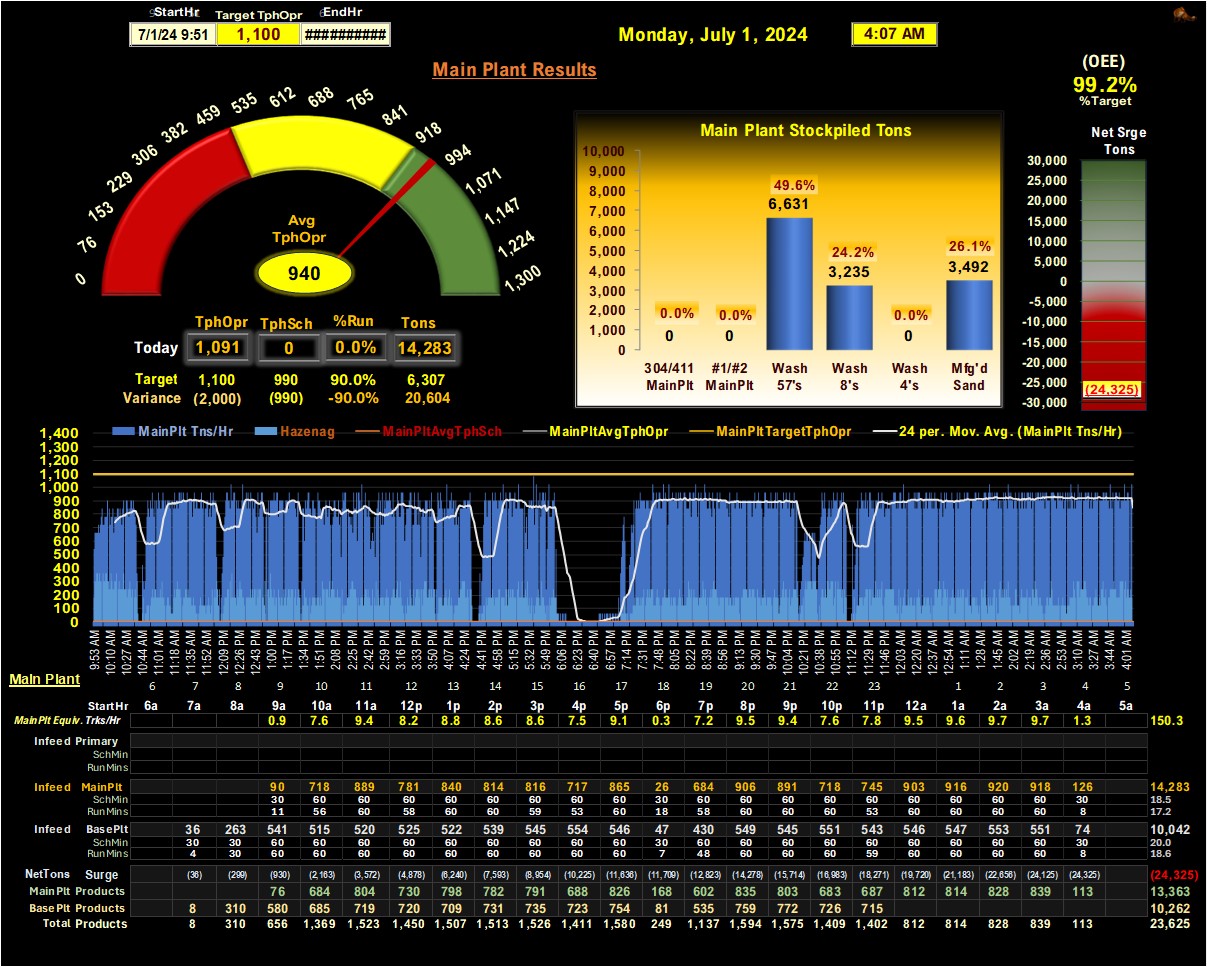 StartHr Target TphOpr EndHr
7/1/24 9:51 1,100 ##########
Monday, July 1, 2024 4:07 AM
Main Plant Results
(OEE)
99.2%
%Target
0 76 153 229 306 382 459 535 612 688 765 841 918 994 1,071 1,147 1,224 1,300
Avg
TphOpr
940
TphOpr TphSch %Run Tons
Today 1,091 0 0.0% 14,283
Target 1,100 990 90.0% 6,307
Variance (2,000) (990) -90.0% 20,604
Main Plant Stockpiled Tons
10,000
9,000
8,000
7,000
6,000
5,000
4,000
3,000
2,000
1,000
0
0.0% 0.0% 49.6% 24.2% 0.0% 26.1%
0 0 6,631 3,235 0 3,492
304/411 #1/#2 Wash Wash Wash Mfg'd
MainPlt MainPlt 57's 8's 4's Sand
Net Srge
Tons
30,000
25,000
20,000
15,000
10,000
5,000
0
-5,000
-10,000
-15,000
-20,000
-25,000
-30,000
(24,325)
MainPlt Tns/Hr Hazenag MainPltAvgTphSch MainPltAvgTphOpr MainPltTargetTphOpr 24 per. Mov. Avg. (MainPlt Tns/Hr)
1,400
1,300
1,200
1,100
1,000
900
800
700
600
500
400
300
200
100
0
9:53 AM 10:10 AM 10:27 AM 10:44 AM 11:01 AM 11:18 AM 11:35 AM 11:52 AM 12:09 PM 12:26 PM 12:43 PM 1:00 PM 1:17 PM 1:34 PM 1:51 PM 2:08 PM 2:25 PM 2:42 PM 2:59 PM 3:16 PM 3:33 PM 3:50 PM 4:07 PM 4:24 PM 4:41 PM 4:58 PM 5:15 PM 5:32 PM 5:49 PM 6:06 PM 6:23 PM 6:40 PM 6:57 PM 7:14 PM 7:31 PM 7:48 PM 8:05 PM 8:22 PM 8:39 PM 8:56 PM 9:13 PM 9:30 PM 9:47 PM 10:04 PM 10:21 PM 10:38 PM 10:55 PM 11:12 PM 11:29 PM 11:46 PM 12:03 AM 12:20 AM 12:37 AM 12:54 AM 1:11 AM 1:28 AM 1:45 AM 2:02 AM 2:19 AM 2:36 AM 2:53 AM 3:10 AM 3:27 AM 3:44 AM 4:01 AM
Main Plant
6 7 8 9 10 11 12 13 14 15 16 17 18 19 20 21 22 23 1 2 3 4 5
StartHr 6a 7a 8a 9a 10a 11a 12p 1p 2p 3p 4p 5p 6p 7p 8p 9p 10p 11p 12a 1a 2a 3a 4a 5a
MainPlt Equiv. Trks/Hr 0.9 7.6 9.4 8.2 8.8 8.6 8.6 7.5 9.1 0.3 7.2 9.5 9.4 7.6 7.8 9.5 9.6 9.7 9.7 1.3 150.3
Infeed Primary
SchMin
RunMins
Infeed MainPlt 90 718 889 781 840 814 816 717 865 26 684 906 891 718 745 903 916 920 918 126 14,283
SchMin 30 60 60 60 60 60 60 60 60 30 60 60 60 60 60 60 60 60 60 30 18.5
RunMins 11 56 60 58 60 60 59 53 60 18 58 60 60 60 53 60 60 60 60 8 17.2
Infeed BasePlt 36 263 541 515 520 525 522 539 545 554 546 47 430 549 545 551 543 546 547 553 551 74 10,042
SchMin 30 30 60 60 60 60 60 60 60 60 60 30 60 60 60 60 60 60 60 60 60 30 20.0
RunMins 4 30 60 60 60 60 60 60 60 60 60 7 48 60 60 60 59 60 60 60 60 8 18.6
NetTons Surge (36) (299) (930) (2,163) (3,572) (4,878) (6,240) (7,593) (8,954) (10,225) (11,636) (11,709) (12,823) (14,278) (15,714) (16,983) (18,271) (19,720) (21,183) (22,656) (24,125) (24,325) (24,325)
MainPlt Products 76 684 804 730 798 782 791 688 826 168 602 835 803 683 687 812 814 828 839 113 13,363
BasePlt Products 8 310 580 685 719 720 709 731 735 723 754 81 535 759 772 726 715 10,262
Total Products 8 310 656 1,369 1,523 1,450 1,507 1,513 1,526 1,411 1,580 249 1,137 1,594 1,575 1,409 1,402 812 814 828 839 113 23,625